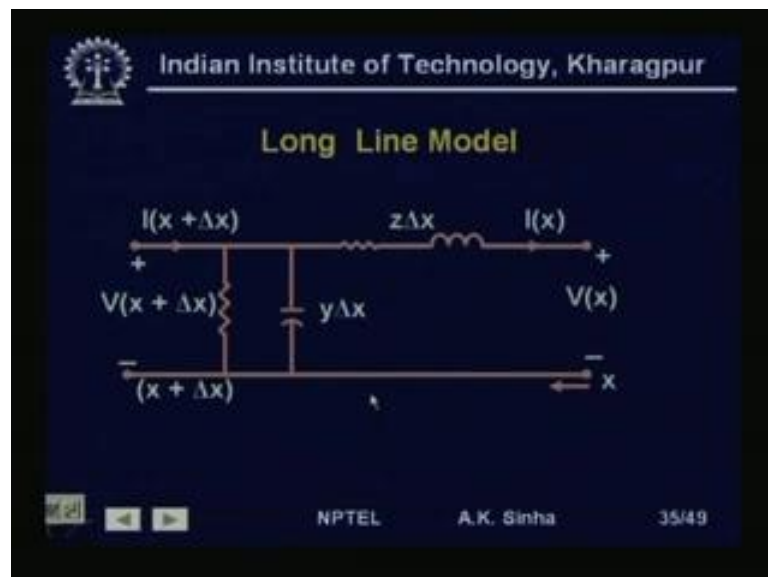 Indian Institute of Technology, Kharagpur
Long Line Model
I(x +Δx) zΔx I(x)
+ +
V(x + Δx) yΔx V(x)
− −
(x + Δx) x
NPTEL A.K. Sinha 35/49